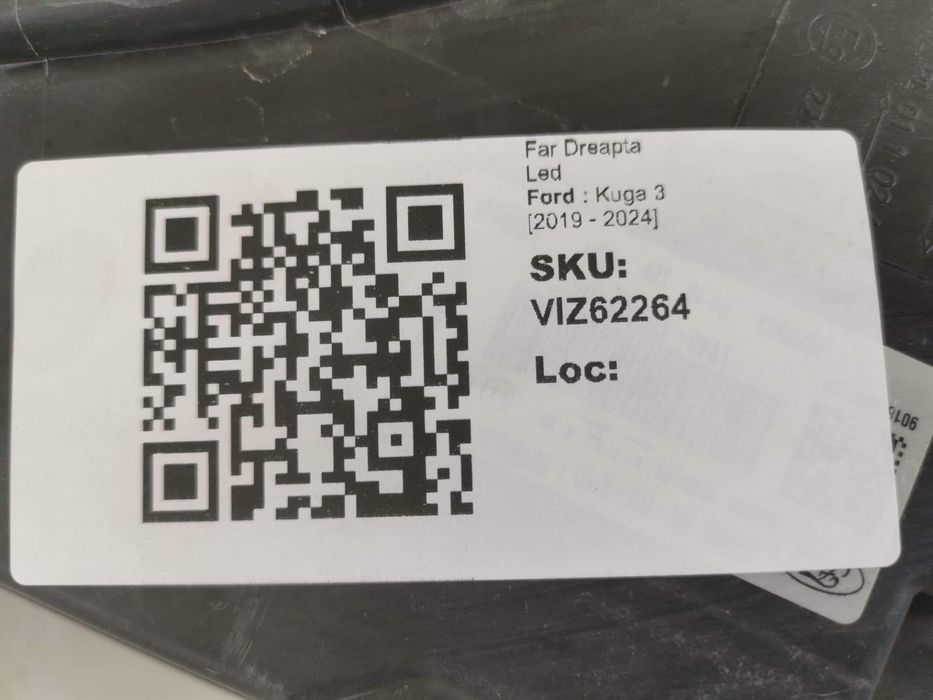 Far Dreapta
Led
Ford : Kuga 3
[2019 - 2024]
SKU:
VIZ62264
Loc: